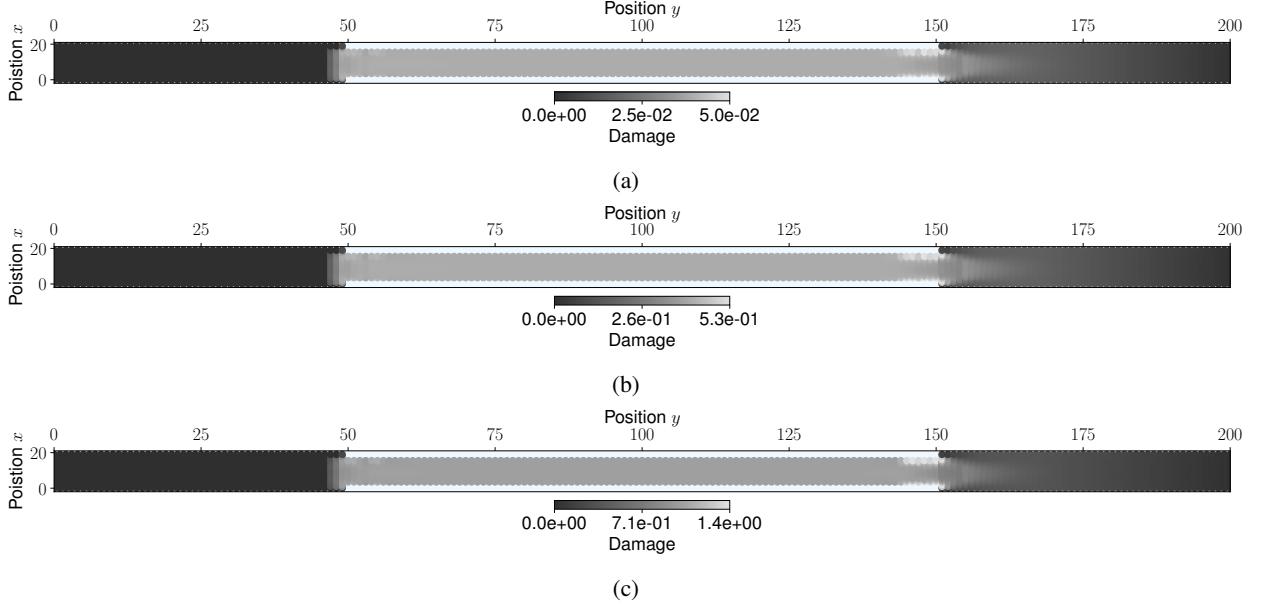 Position y
0 25 50 75 100 125 150 175 200
Poistion x
20
0
0.0e+00 2.5e-02 5.0e-02
Damage
(a)
Position y
0 25 50 75 100 125 150 175 200
Poistion x
20
0
0.0e+00 2.6e-01 5.3e-01
Damage
(b)
Position y
0 25 50 75 100 125 150 175 200
Poistion x
20
0
0.0e+00 7.1e-01 1.4e+00
Damage
(c)